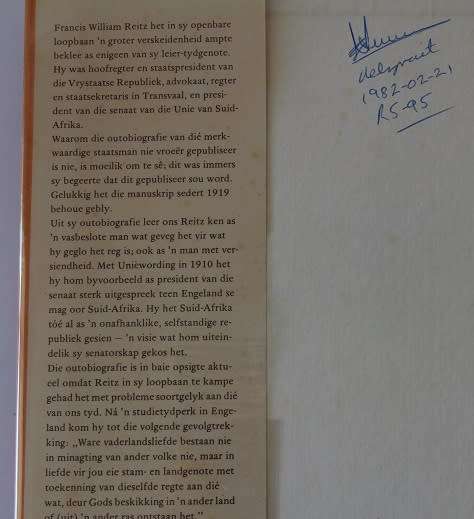 Francis William Reitz het in sy openbare
loopbaan 'n groter verskeidenheid ampte
beklee as enigeen van sy leier-tydgenote.
Hy was hoofregter en staatspresident van
die Vrystaatse Republiek, advokaat, regter
en staatsekretaris in Transvaal, en presi-
dent van die senaat van die Unie van Suid-
Afrika.
Waarom die outobiografie van dié merk-
waardige staatsman nie vroeër gepubliseer
is nie, is moeilik om te sê; dit was immers
sy begeerte dat dit gepubliseer sou word.
Gelukkig het die manuskrip sedert 1919
behoue gebly.
Uit sy outobiografie leer ons Reitz ken as
'n vasbeslote man wat geveg het vir wat
hy geglo het reg is; ook as 'n man met ver-
siendheid. Met Uniewording in 1910 het
hy hom byvoorbeeld as president van die
senaat sterk uitgespreek teen Engeland se
mag oor Suid-Afrika. Hy het Suid-Afrika
tóé al as 'n onafhanklike, selfstandige re-
publiek gesien — 'n visie wat hom uitein-
delik sy senatorskap gekos het.
Die outobiografie is in baie opsigte aktu-
eel omdat Reitz in sy loopbaan te kampe
gehad het met probleme soortgelyk aan dié
van ons tyd. Ná 'n studietydperk in Enge-
land kom hy tot die volgende gevolgtrek-
king: „Ware vaderlandsliefde bestaan nie
in minagting van ander volke nie, maar in
liefde vir jou eie stam- en landgenote met
toekenning van dieselfde regte aan dié
wat, deur Gods beskikking in 'n ander land
of (uit) 'n ander ras ontstaan het."
1982-02-21
R5-95